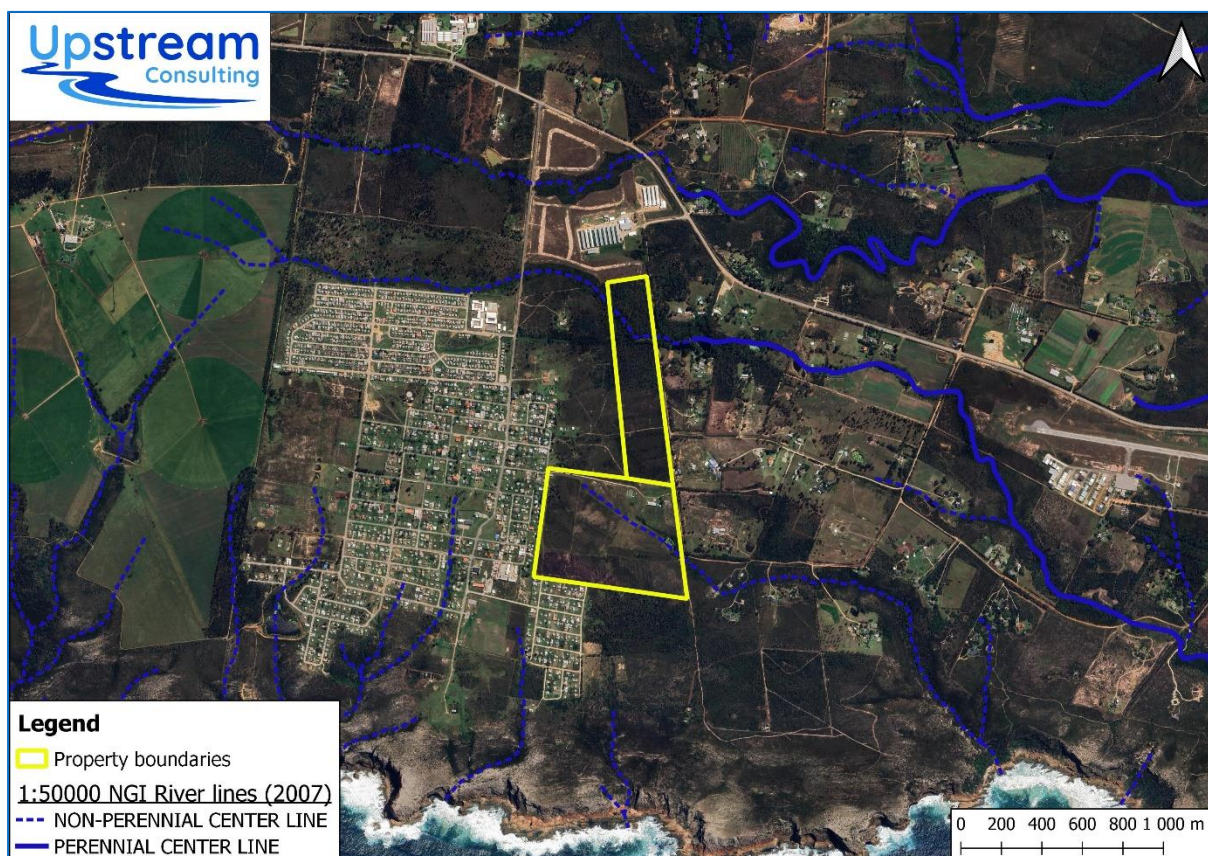 Upstream
Consulting
Legend
Property boundaries
1:50000 NGI River lines (2007)
NON-PERENNIAL CENTER LINE
PERENNIAL CENTER LINE
0 200 400 600 800 1 000 m